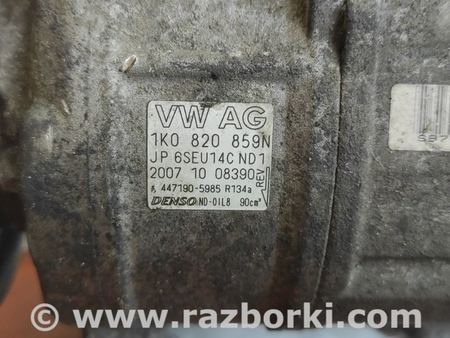 VW AG
1K0 820 859N
JP 6SEU14C ND1
2007 10 08390
REV
447190-5985 R134a
DENSO ND-OIL8 90cm³
© www.razborki.com